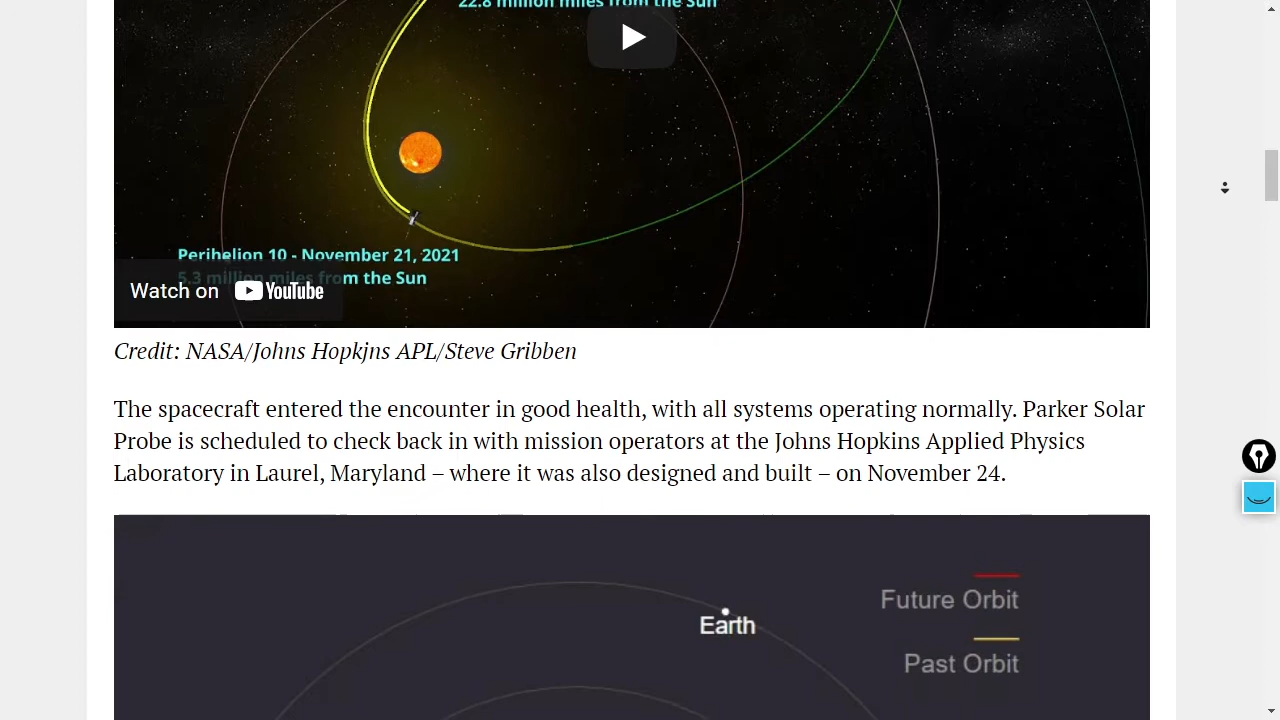 22.8 million miles from the Sun
Perihelion 10 - November 21, 2021
5.3 million miles from the Sun
Watch on YouTube
Credit: NASA/Johns Hopkjns APL/Steve Gribben
The spacecraft entered the encounter in good health, with all systems operating normally. Parker Solar
Probe is scheduled to check back in with mission operators at the Johns Hopkins Applied Physics
Laboratory in Laurel, Maryland – where it was also designed and built – on November 24.
Future Orbit
Earth
Past Orbit